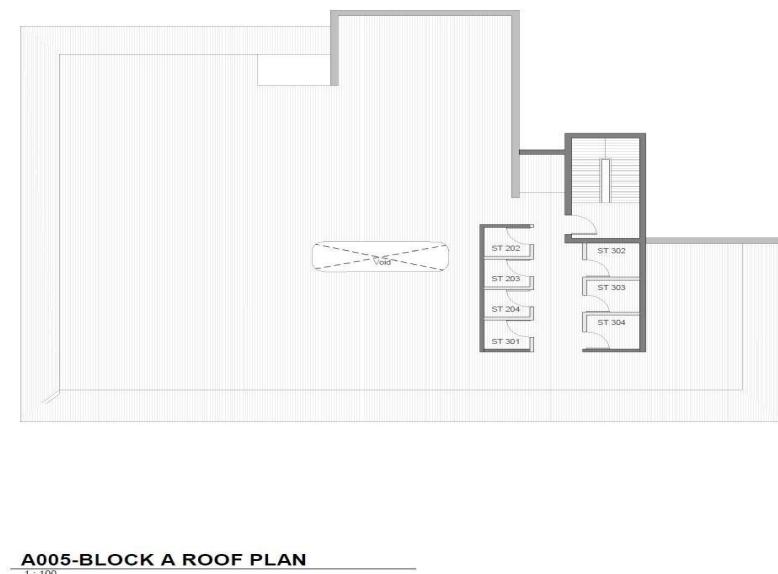 ST 202
ST 302
Void
ST 203
ST 303
ST 204
ST 304
ST 301
A005-BLOCK A ROOF PLAN
1 : 100